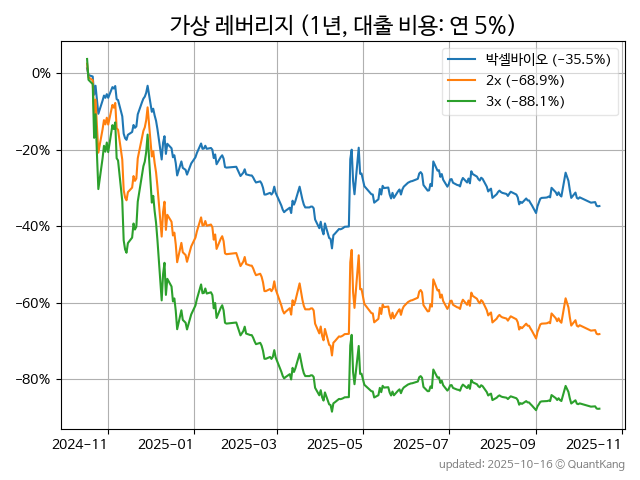 가상 레버리지 (1년, 대출 비용: 연 5%)
박셀바이오 (−35.5%)
2x (−68.9%)
3x (−88.1%)
0%
−20%
−40%
−60%
−80%
2024-11
2025-01
2025-03
2025-05
2025-07
2025-09
2025-11
updated: 2025-10-16 © QuantKang